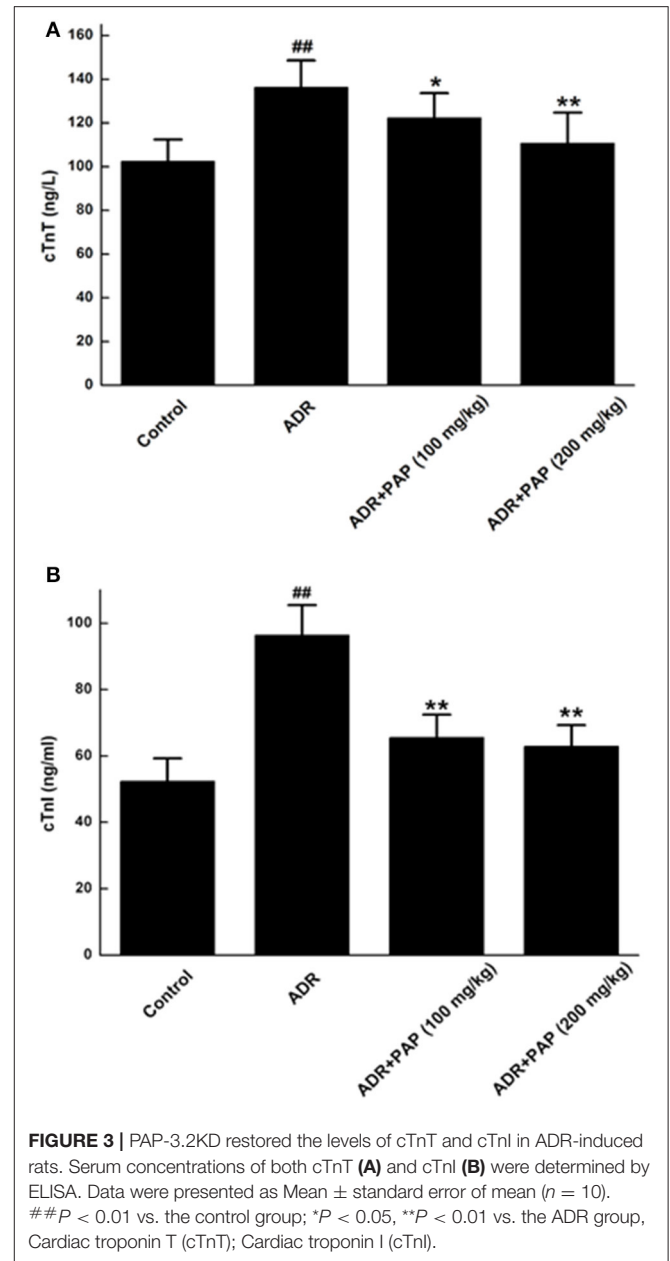 A
160
140
120
100
80
60
40
20
0
cTnT (ng/L)
##
*
**
Control
ADR
ADR+PAP (100 mg/kg)
ADR+PAP (200 mg/kg)
B
100
80
60
40
20
0
cTnI (ng/ml)
##
**
**
Control
ADR
ADR+PAP (100 mg/kg)
ADR+PAP (200 mg/kg)
FIGURE 3 | PAP-3.2KD restored the levels of cTnT and cTnI in ADR-induced
rats. Serum concentrations of both cTnT (A) and cTnI (B) were determined by
ELISA. Data were presented as Mean ± standard error of mean (n = 10).
##P < 0.01 vs. the control group; *P < 0.05, **P < 0.01 vs. the ADR group,
Cardiac troponin T (cTnT); Cardiac troponin I (cTnI).